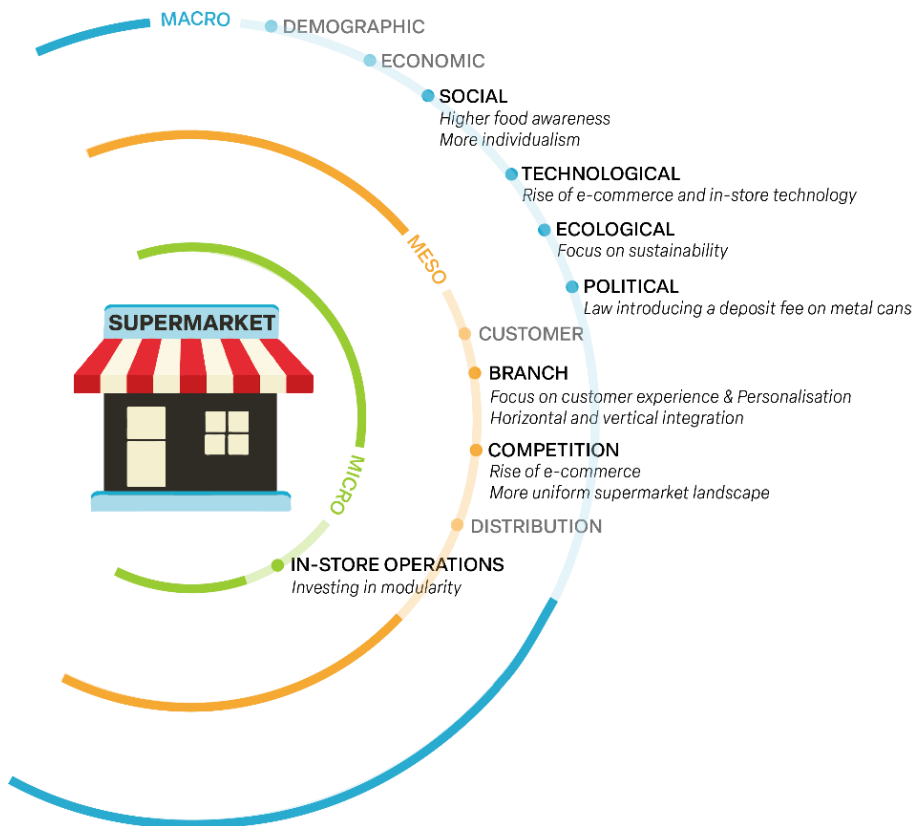 MACRO
DEMOGRAPHIC
ECONOMIC
SOCIAL
Higher food awareness
More individualism
TECHNOLOGICAL
Rise of e-commerce and in-store technology
ECOLOGICAL
Focus on sustainability
POLITICAL
Law introducing a deposit fee on metal cans
MESO
CUSTOMER
BRANCH
Focus on customer experience & Personalisation
Horizontal and vertical integration
COMPETITION
Rise of e-commerce
More uniform supermarket landscape
DISTRIBUTION
SUPERMARKET
MICRO
IN-STORE OPERATIONS
Investing in modularity